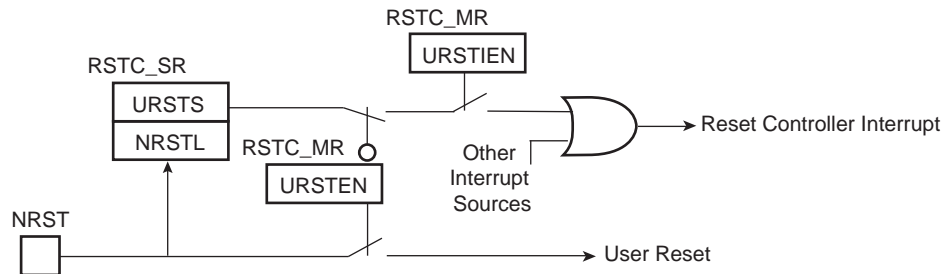 RSTC_MR
URSTIEN
RSTC_SR
URSTS
NRSTL
RSTC_MR
URSTEN
Other
Interrupt
Sources
Reset Controller Interrupt
NRST
User Reset